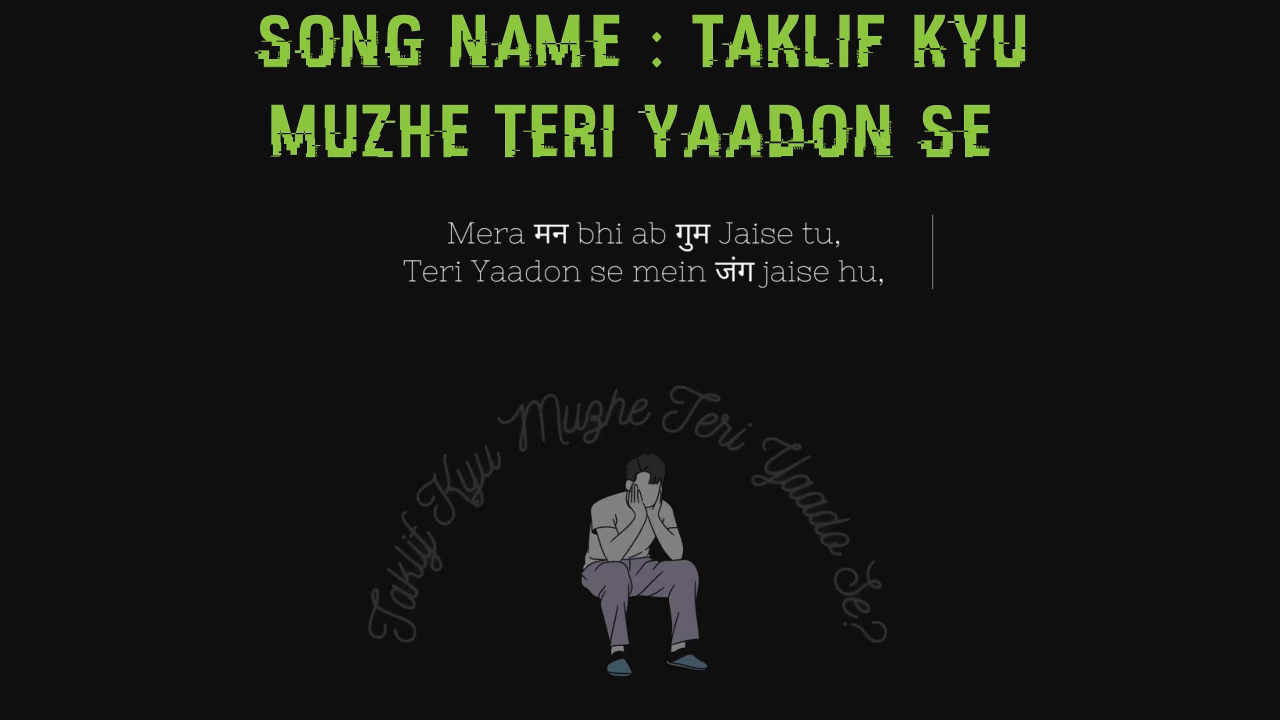 SONG NAME : TAKLIF KYU
MUZHE TERI YAADON SE
Mera मन bhi ab गुम Jaise tu,
Teri Yaadon se mein जंग jaise hu,
Taklif Kyu Muzhe Teri Yaado Se?